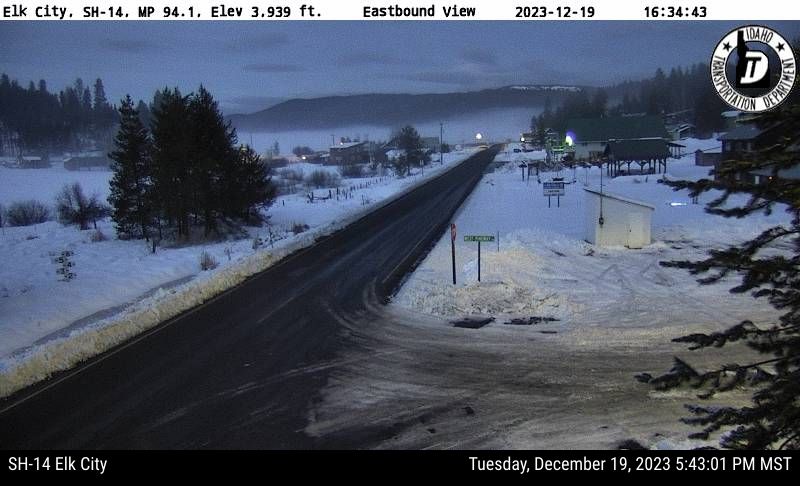 Elk City, SH-14, MP 94.1, Elev 3,939 ft. Eastbound View 2023-12-19 16:34:43
IDAHO
TRANSPORTATION DEPARTMENT
SH-14 Elk City Tuesday, December 19, 2023 5:43:01 PM MST